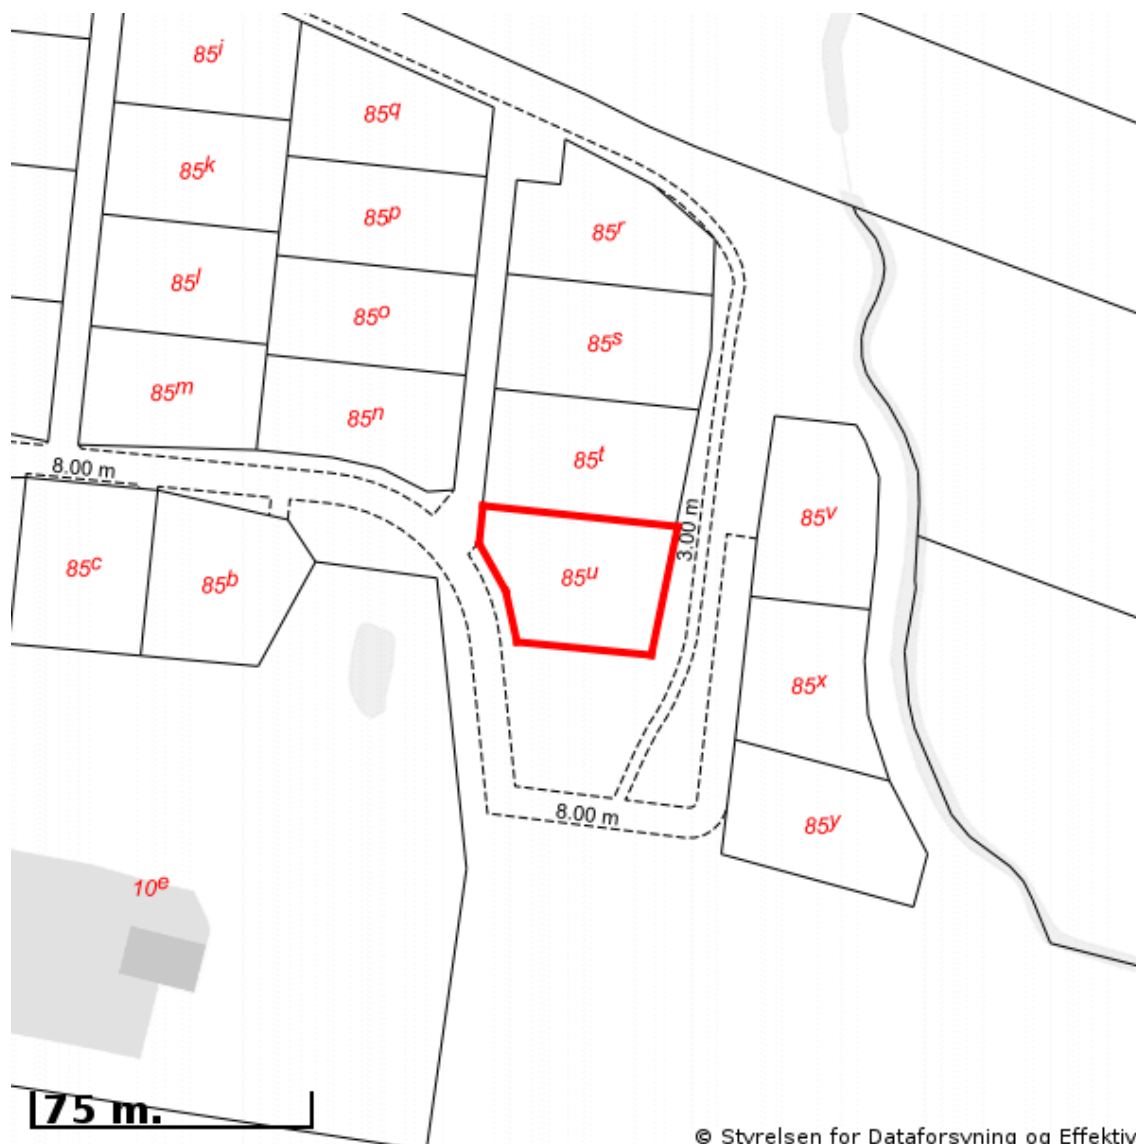 85i
85q
85k
85p
85r
85l
85o
85s
85m
85n
85t
8.00 m
85v
3.00 m
85c
85b
85u
85x
8.00 m
85y
10e
75 m.
© Styrelsen for Dataforsyning og Effektiv